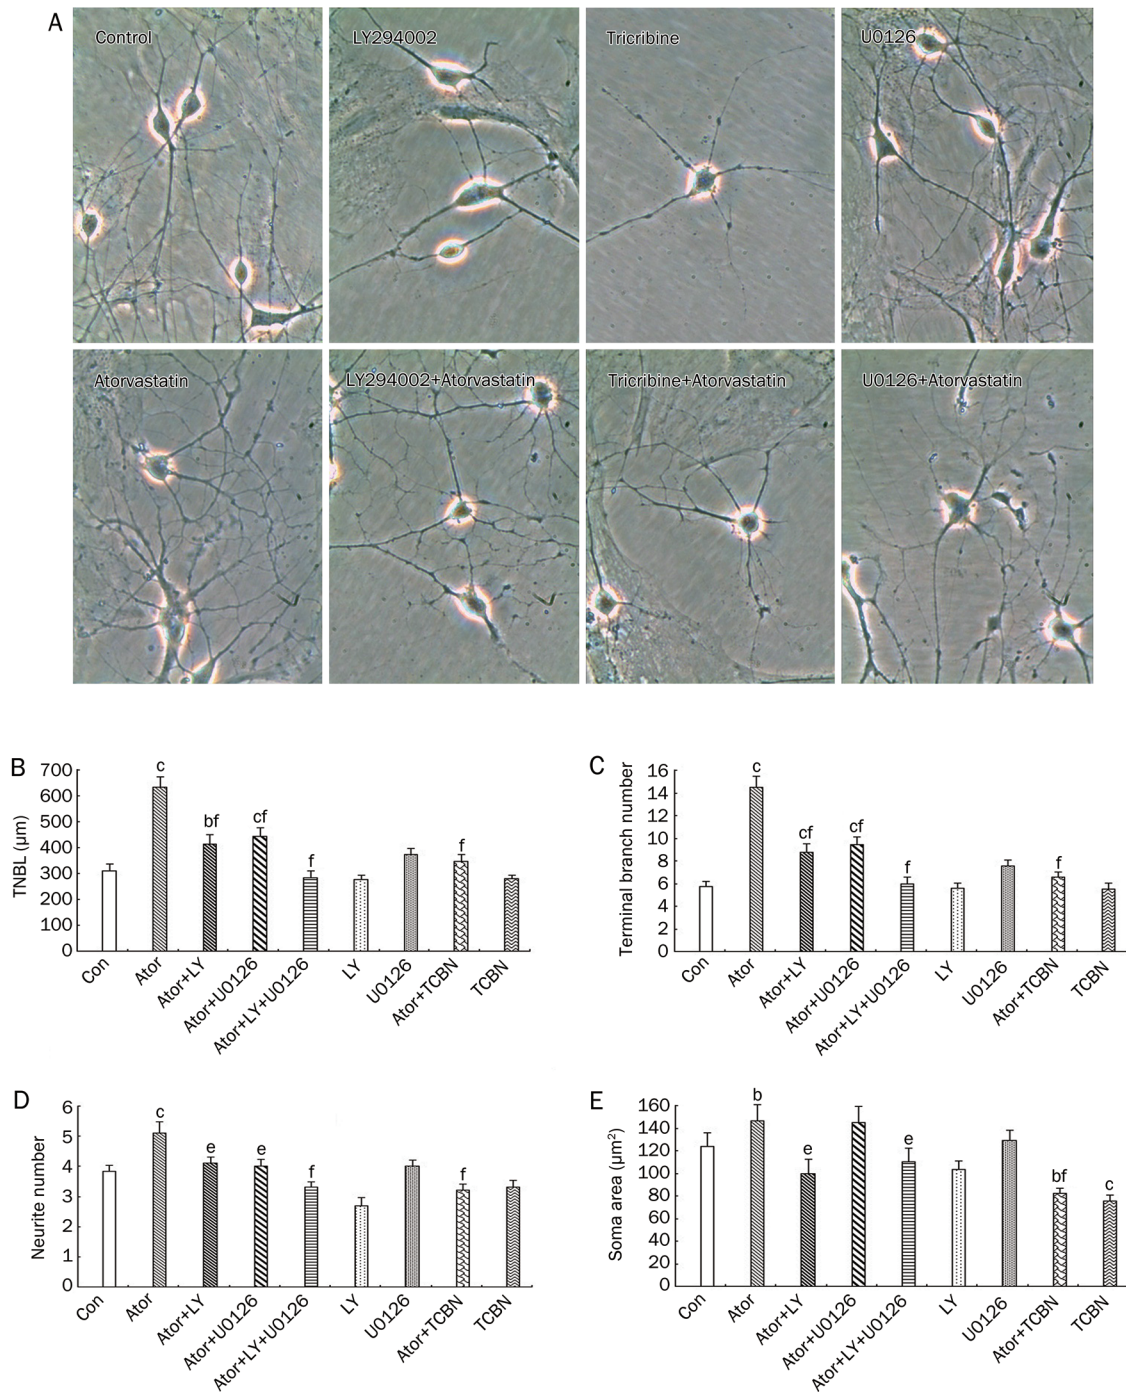 A
Control
LY294002
Tricribine
U0126
Atorvastatin
LY294002+Atorvastatin
Tricribine+Atorvastatin
U0126+Atorvastatin
B
TNBL (μm)
700
600
500
400
300
200
100
0
c
bf
cf
f
f
Con
Ator
Ator+LY
Ator+U0126
Ator+LY+U0126
LY
U0126
Ator+TCBN
TCBN
C
Terminal branch number
16
14
12
10
8
6
4
2
0
c
cf
cf
f
f
Con
Ator
Ator+LY
Ator+U0126
Ator+LY+U0126
LY
U0126
Ator+TCBN
TCBN
D
Neurite number
6
5
4
3
2
1
0
c
e
e
f
f
Con
Ator
Ator+LY
Ator+U0126
Ator+LY+U0126
LY
U0126
Ator+TCBN
TCBN
E
Soma area (μm²)
160
140
120
100
80
60
40
20
0
b
e
e
bf
c
Con
Ator
Ator+LY
Ator+U0126
Ator+LY+U0126
LY
U0126
Ator+TCBN
TCBN